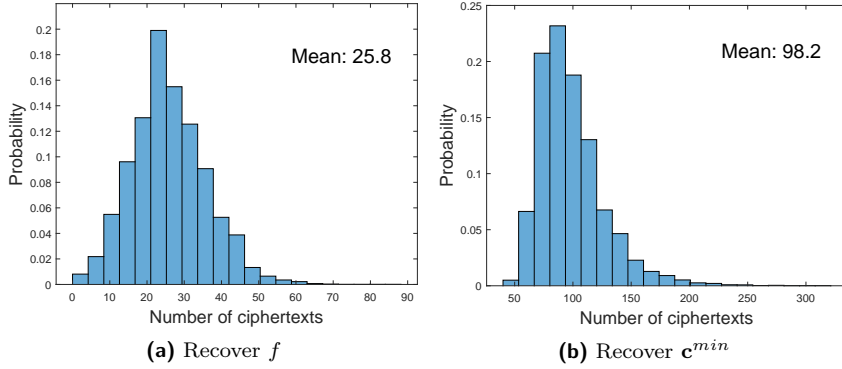 Mean: 25.8
0.2
0.18
0.16
0.14
0.12
0.1
0.08
0.06
0.04
0.02
0
Probability
0 10 20 30 40 50 60 70 80 90
Number of ciphertexts
(a) Recover f
Mean: 98.2
0.25
0.2
0.15
0.1
0.05
0
Probability
50 100 150 200 250 300
Number of ciphertexts
(b) Recover c^{min}